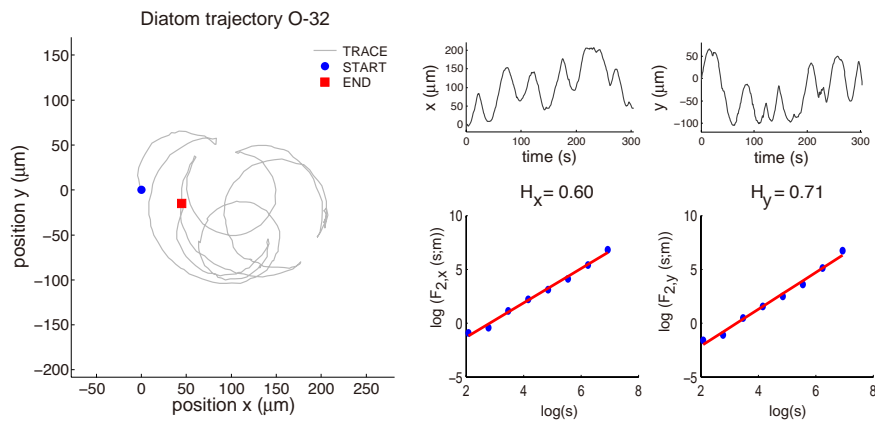 Diatom trajectory O-32
TRACE
START
END
position y (μm)
150
100
50
0
−50
−100
−150
−200
−50 0 50 100 150 200 250
position x (μm)
x (μm)
200
150
100
50
0
0 100 200 300
time (s)
y (μm)
50
0
−50
−100
0 100 200 300
time (s)
Hx= 0.60
log (F2,x (s;m))
10
5
0
−5
2 4 6 8
log(s)
Hy= 0.71
log (F2,y (s;m))
10
5
0
−5
2 4 6 8
log(s)